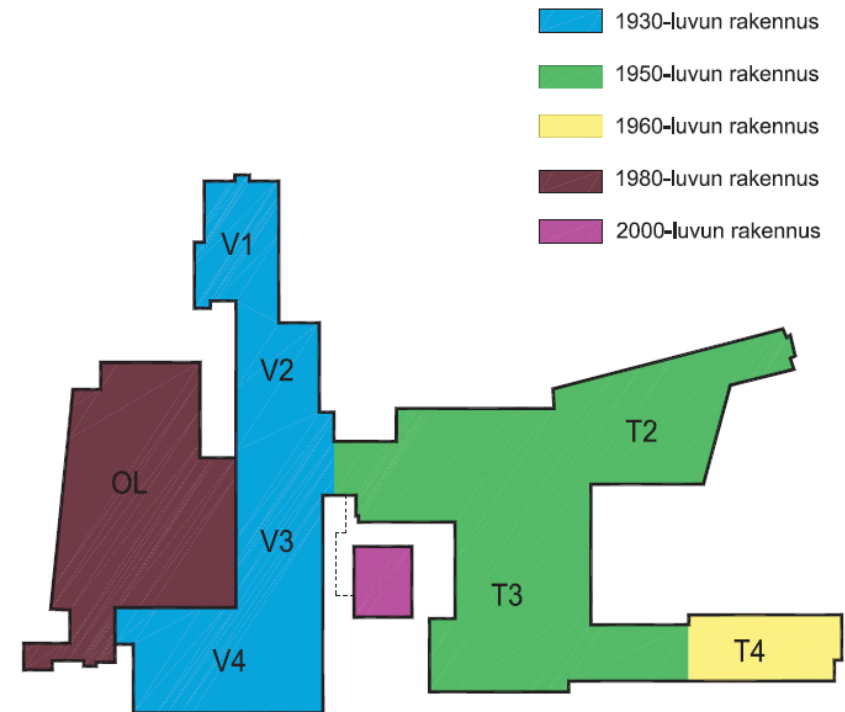 1930-luvun rakennus
1950-luvun rakennus
1960-luvun rakennus
1980-luvun rakennus
2000-luvun rakennus
V1
V2
T2
OL
V3
T3
V4
T4